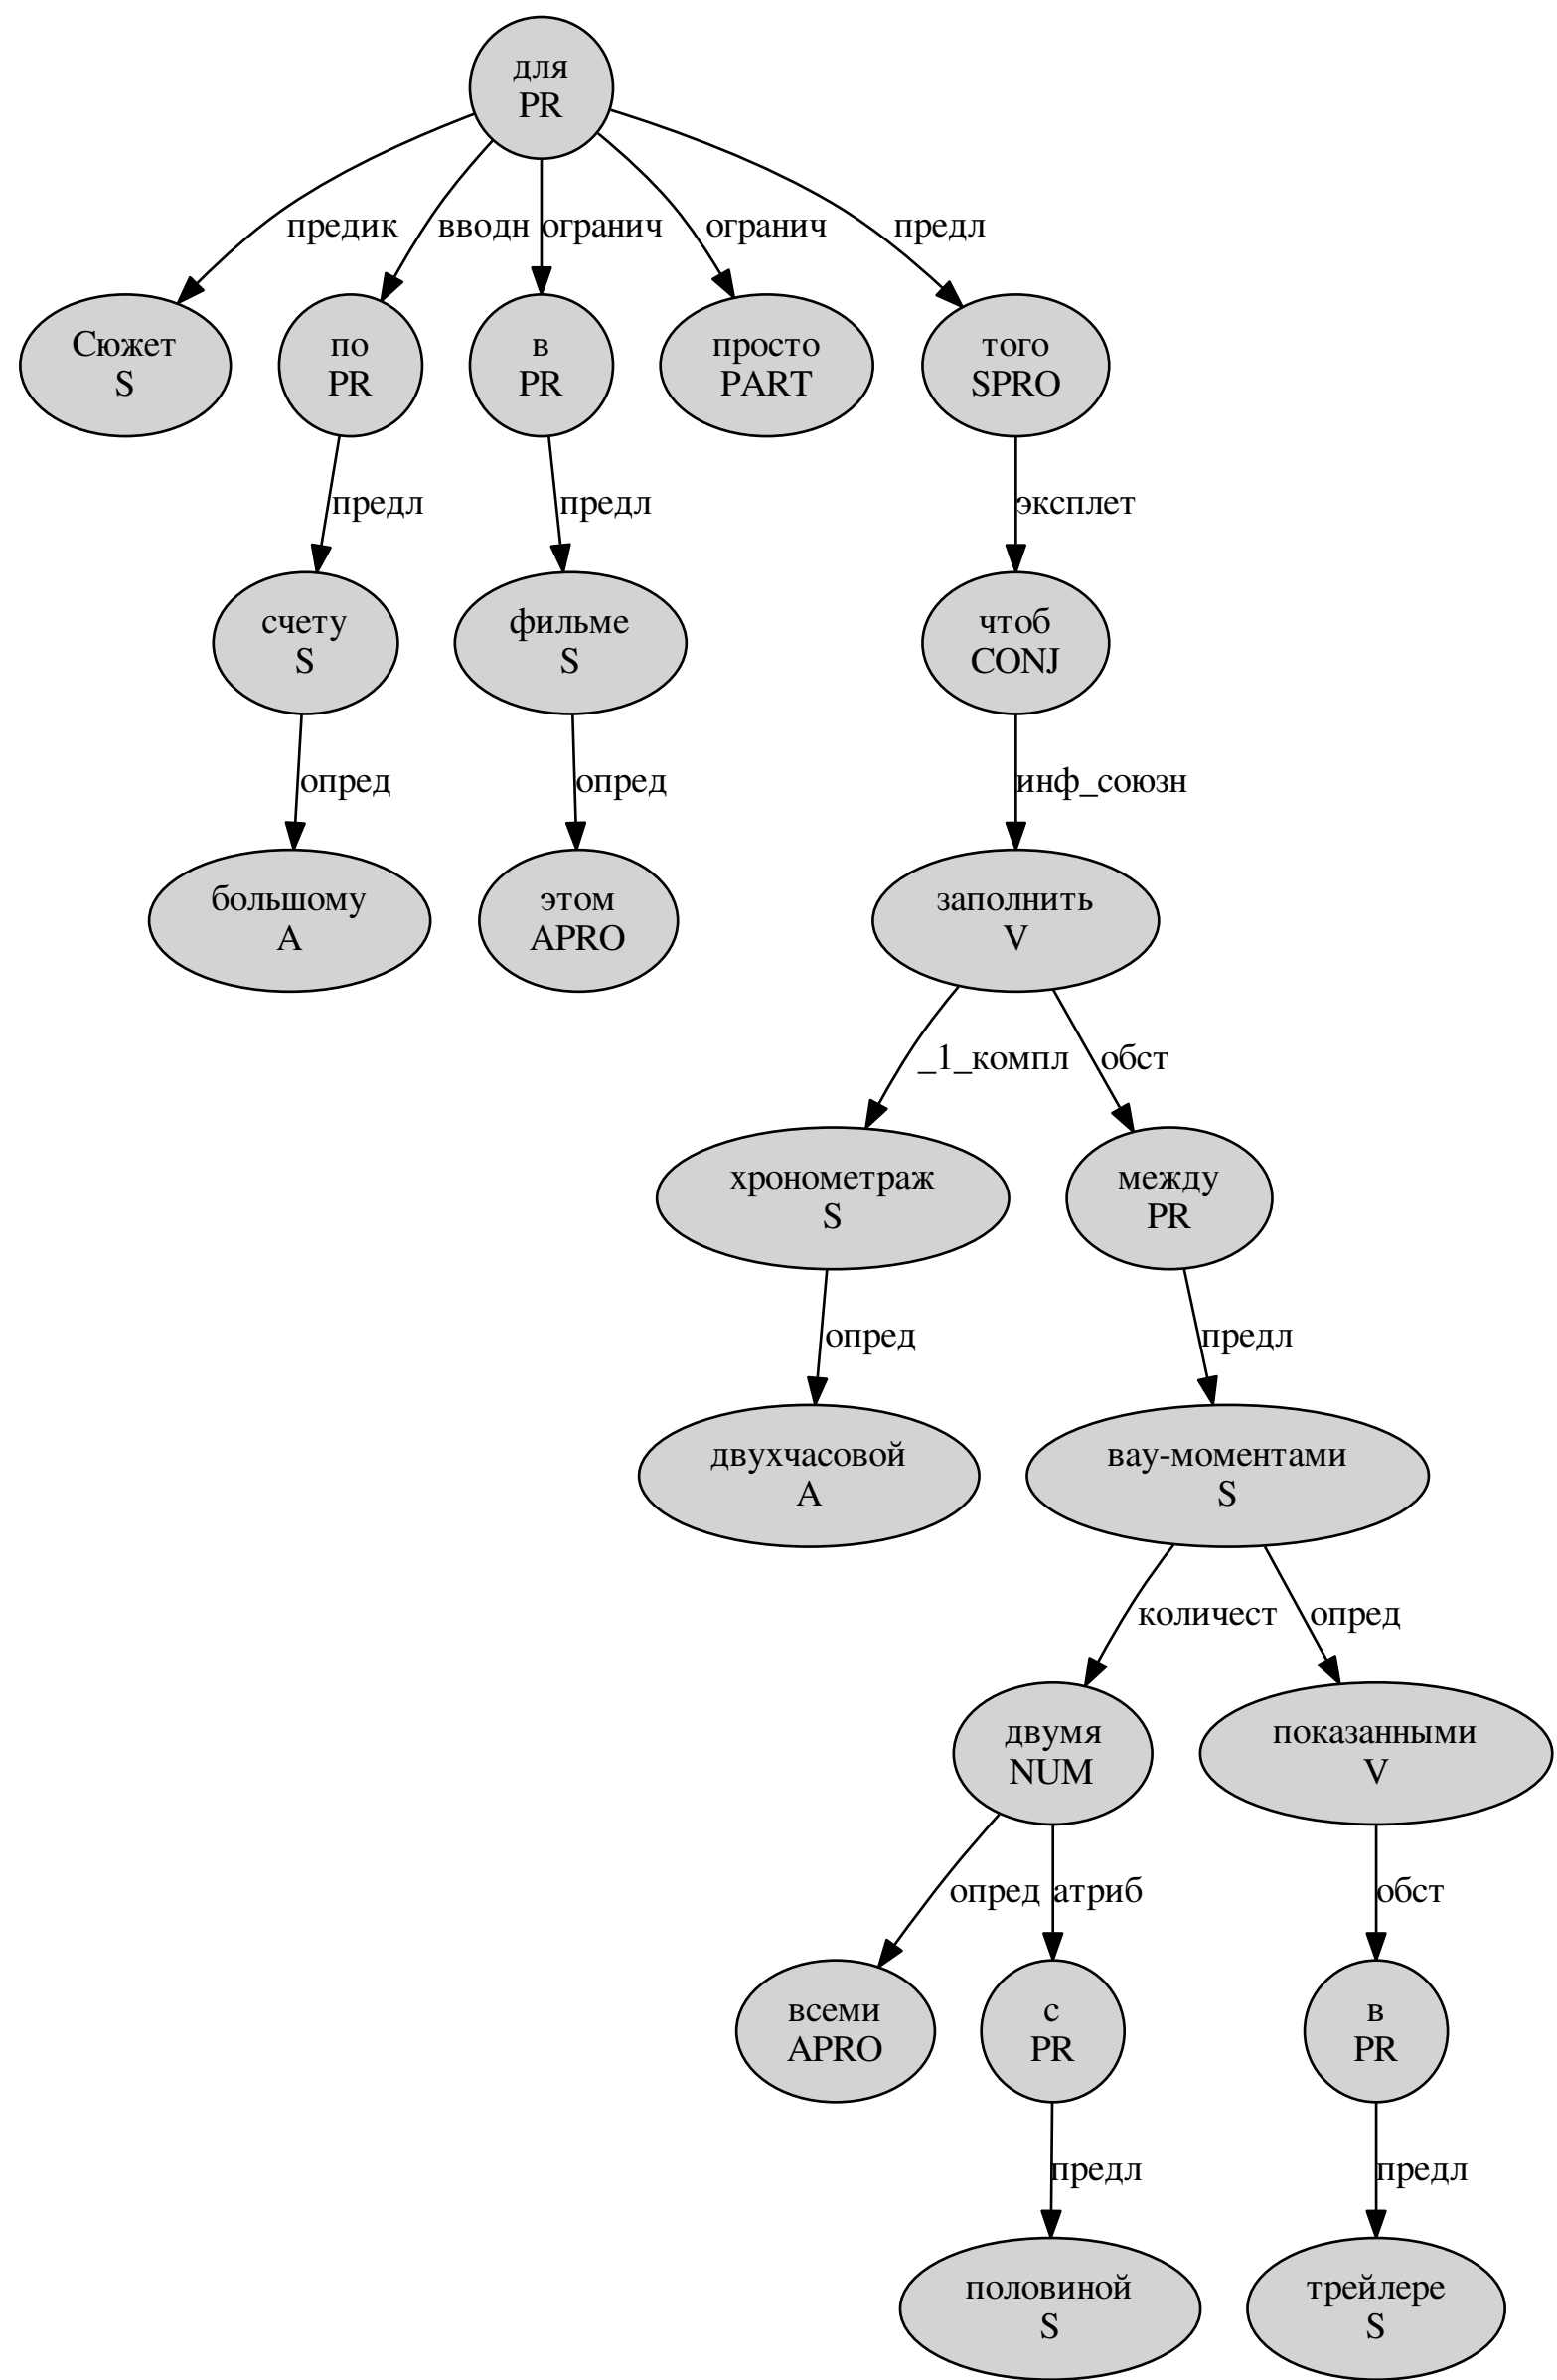 для
PR
предик
вводн
огранич
огранич
предл
Сюжет
S
по
PR
в
PR
просто
PART
того
SPRO
предл
предл
эксплет
счету
S
фильме
S
чтоб
CONJ
опред
опред
инф_союзн
большому
A
этом
APRO
заполнить
V
_1_компл
обст
хронометраж
S
между
PR
опред
предл
двухчасовой
A
вау-моментами
S
количест
опред
двумя
NUM
показанными
V
опред
атриб
обст
всеми
APRO
с
PR
в
PR
предл
предл
половиной
S
трейлере
S